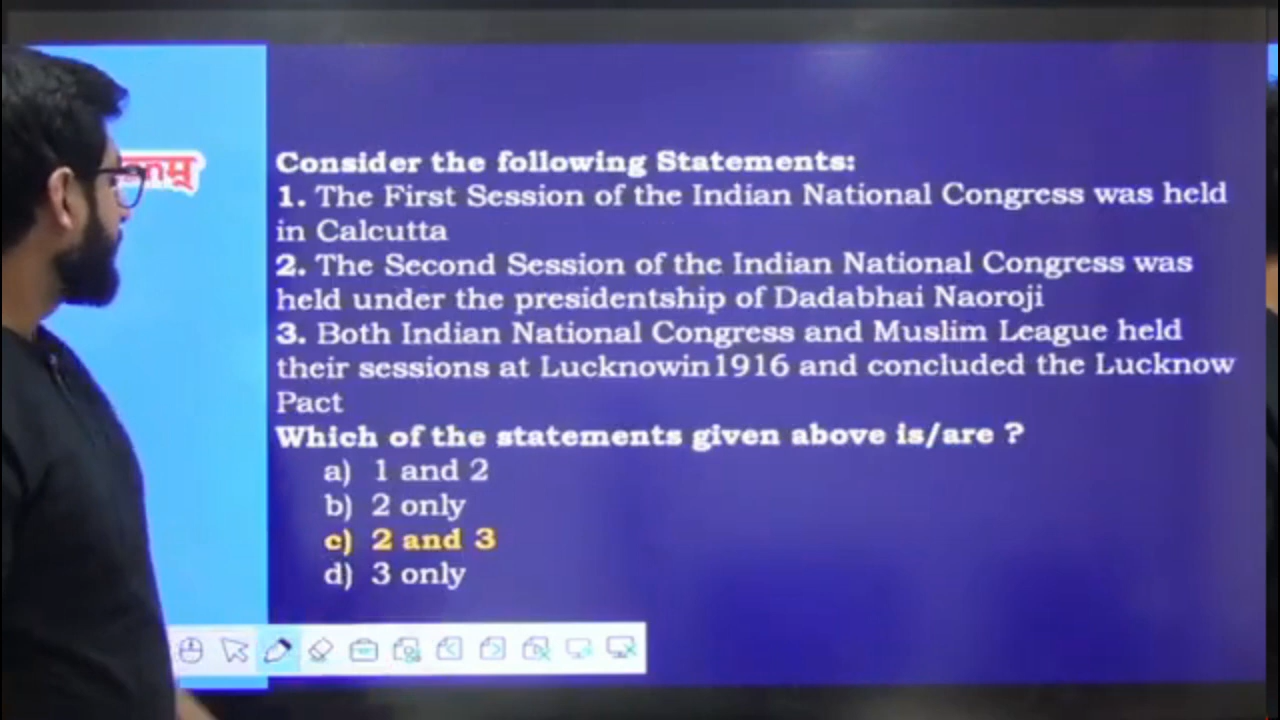 Consider the following Statements:
1. The First Session of the Indian National Congress was held
in Calcutta
2. The Second Session of the Indian National Congress was
held under the presidentship of Dadabhai Naoroji
3. Both Indian National Congress and Muslim League held
their sessions at Lucknowin1916 and concluded the Lucknow
Pact
Which of the statements given above is/are ?
a) 1 and 2
b) 2 only
c) 2 and 3
d) 3 only